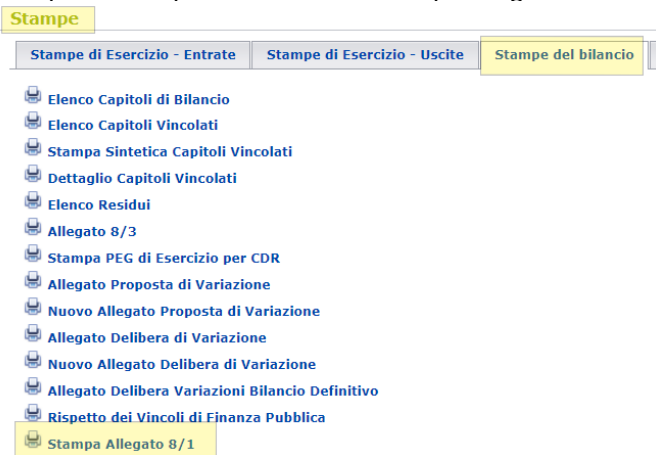 Stampe
Stampe di Esercizio - Entrate Stampe di Esercizio - Uscite Stampe del bilancio
Elenco Capitoli di Bilancio
Elenco Capitoli Vincolati
Stampa Sintetica Capitoli Vincolati
Dettaglio Capitoli Vincolati
Elenco Residui
Allegato 8/3
Stampa PEG di Esercizio per CDR
Allegato Proposta di Variazione
Nuovo Allegato Proposta di Variazione
Allegato Delibera di Variazione
Nuovo Allegato Delibera di Variazione
Allegato Delibera Variazioni Bilancio Definitivo
Rispetto dei Vincoli di Finanza Pubblica
Stampa Allegato 8/1